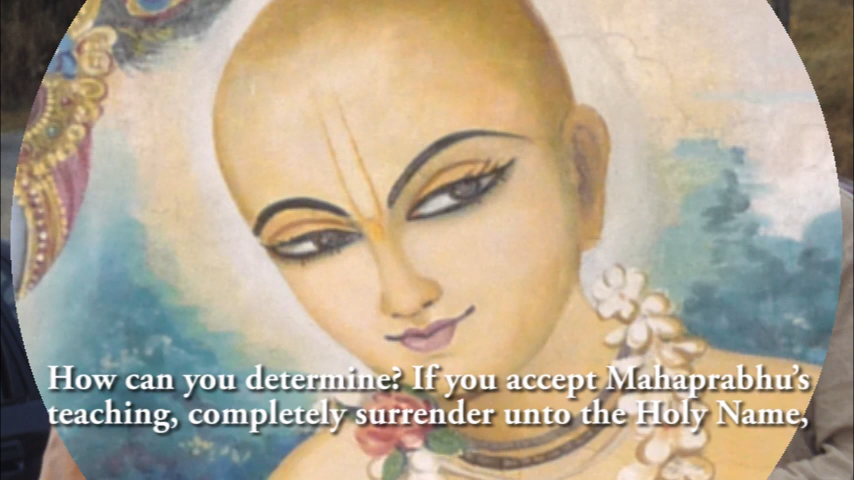 How can you determine? If you accept Mahaprabhu's
teaching, completely surrender unto the Holy Name,